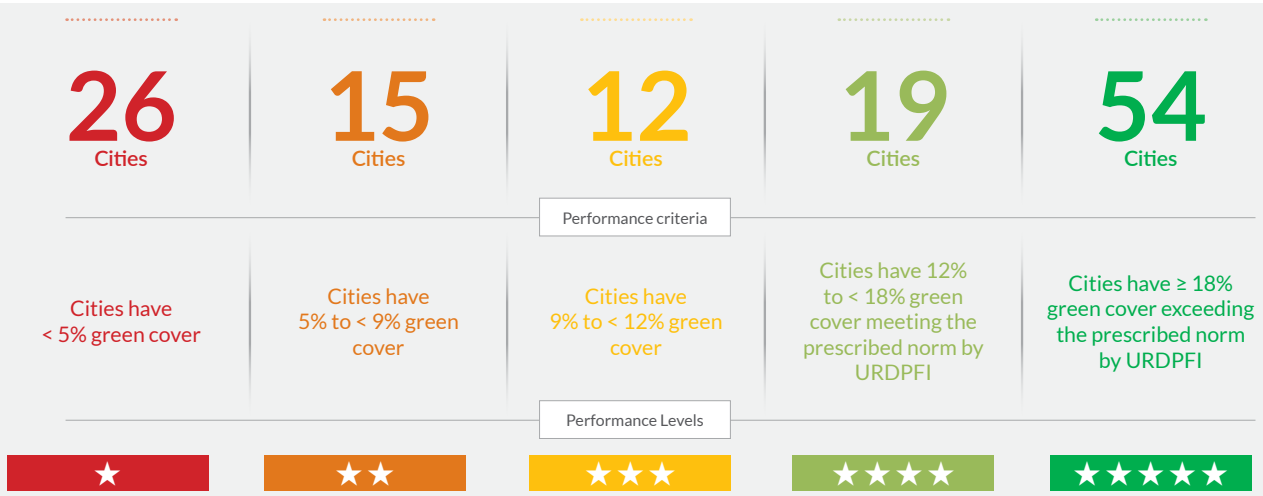 26
Cities
15
Cities
12
Cities
19
Cities
54
Cities
Performance criteria
Cities have
< 5% green cover
Cities have
5% to < 9% green
cover
Cities have
9% to < 12% green
cover
Cities have 12%
to < 18% green
cover meeting the
prescribed norm by
URDPFI
Cities have ≥ 18%
green cover exceeding
the prescribed norm
by URDPFI
Performance Levels